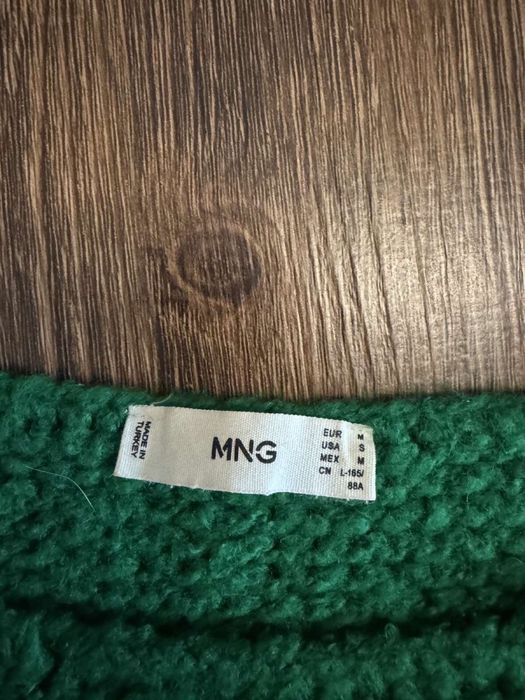 MADE IN
TURKEY
MNG
EUR M
USA S
MEX M
CN L-165/
88A